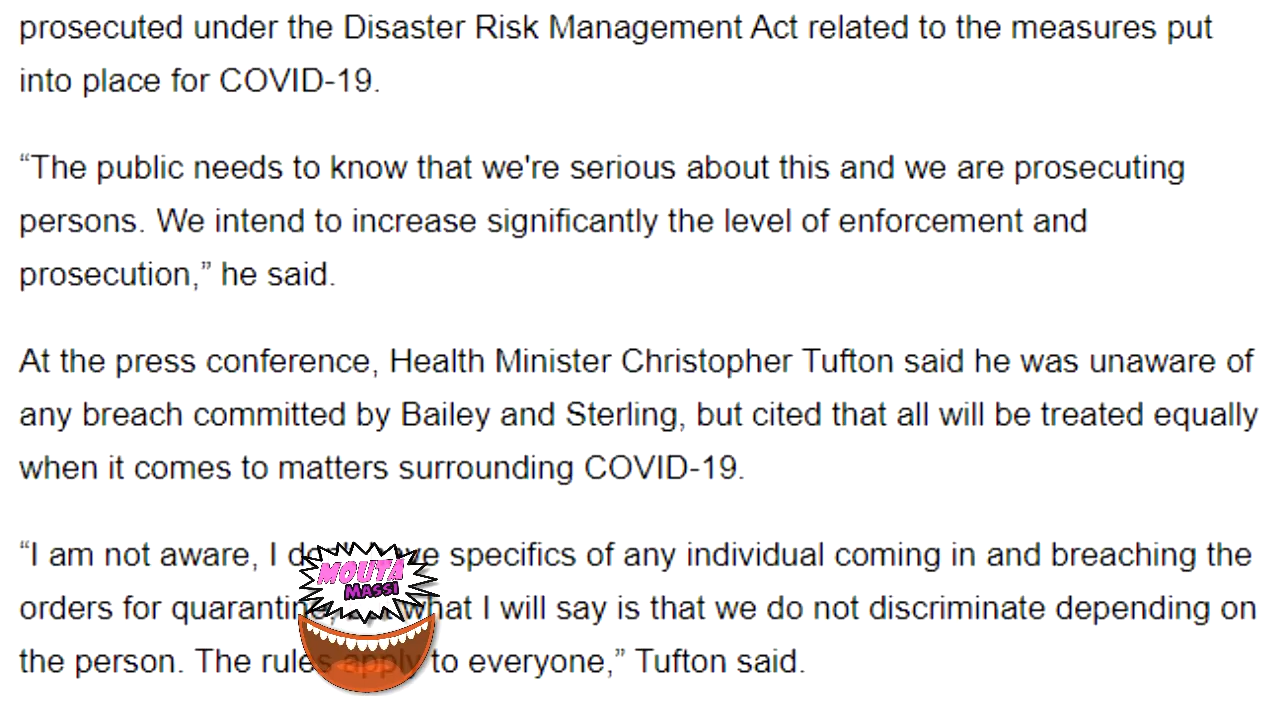 prosecuted under the Disaster Risk Management Act related to the measures put
into place for COVID-19.
“The public needs to know that we're serious about this and we are prosecuting
persons. We intend to increase significantly the level of enforcement and
prosecution,” he said.
At the press conference, Health Minister Christopher Tufton said he was unaware of
any breach committed by Bailey and Sterling, but cited that all will be treated equally
when it comes to matters surrounding COVID-19.
“I am not aware, I don't have specifics of any individual coming in and breaching the
orders for quarantine, what I will say is that we do not discriminate depending on
the person. The rules apply to everyone,” Tufton said.
MOUTA
MASSI